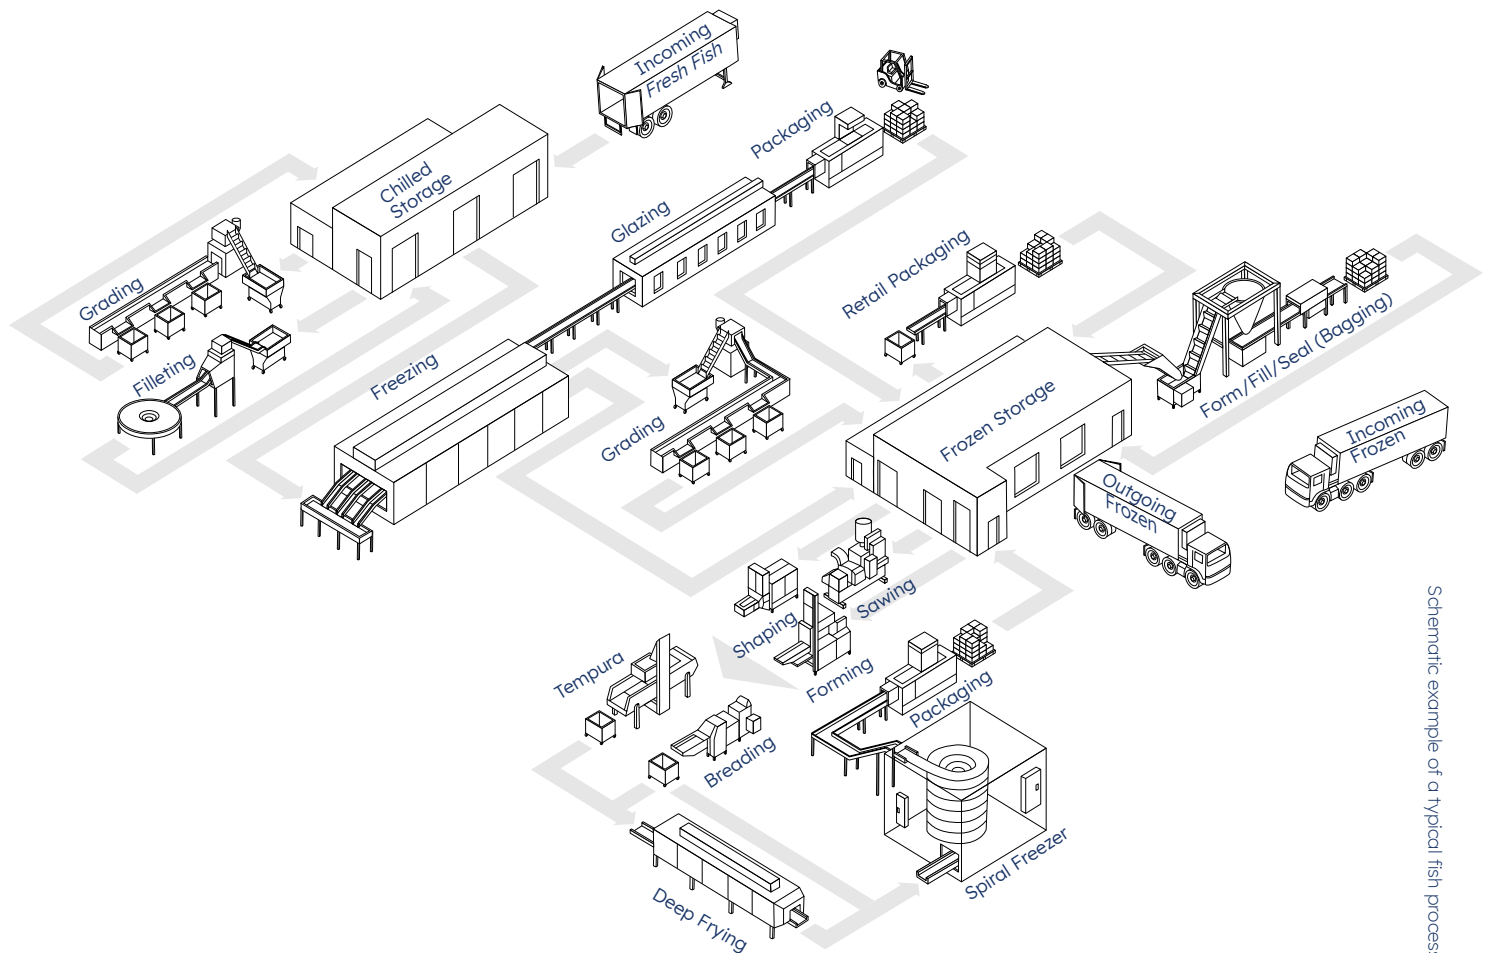 Incoming
Fresh Fish
Packaging
Chilled
Storage
Glazing
Retail Packaging
Grading
Filleting
Freezing
Grading
Frozen Storage
Form/Fill/Seal (Bagging)
Incoming
Frozen
Outgoing
Frozen
Sawing
Shaping
Forming
Tempura
Packaging
Breading
Spiral Freezer
Deep Frying
Schematic example of a typical fish process